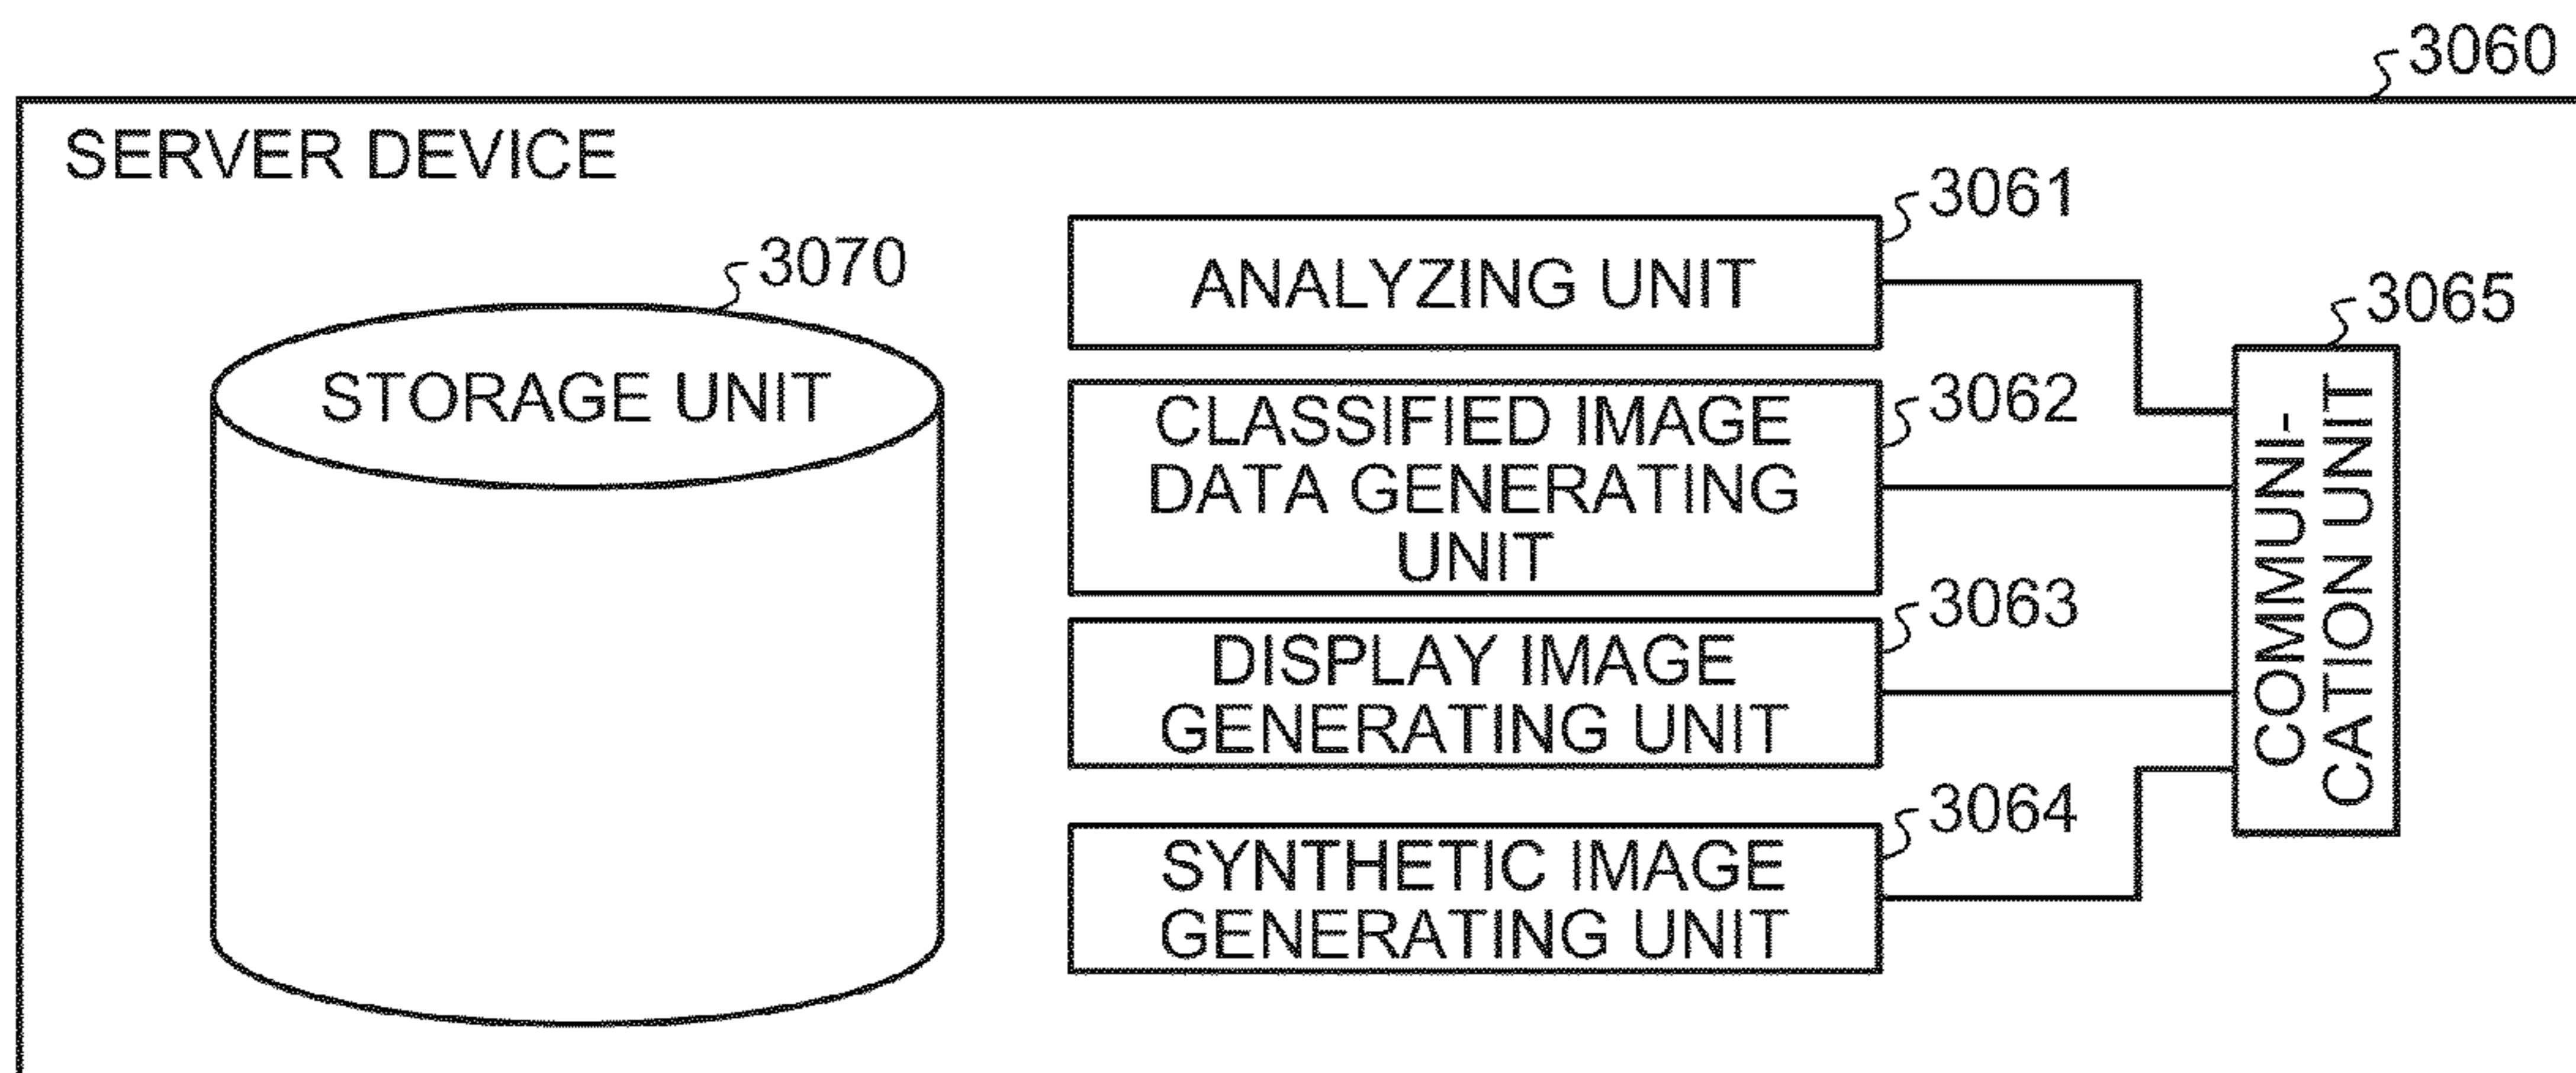 3060
SERVER DEVICE
3070
STORAGE UNIT
3061
ANALYZING UNIT
3062
CLASSIFIED IMAGE
DATA GENERATING
UNIT
3063
DISPLAY IMAGE
GENERATING UNIT
3064
SYNTHETIC IMAGE
GENERATING UNIT
3065
COMMUNI-
CATION UNIT